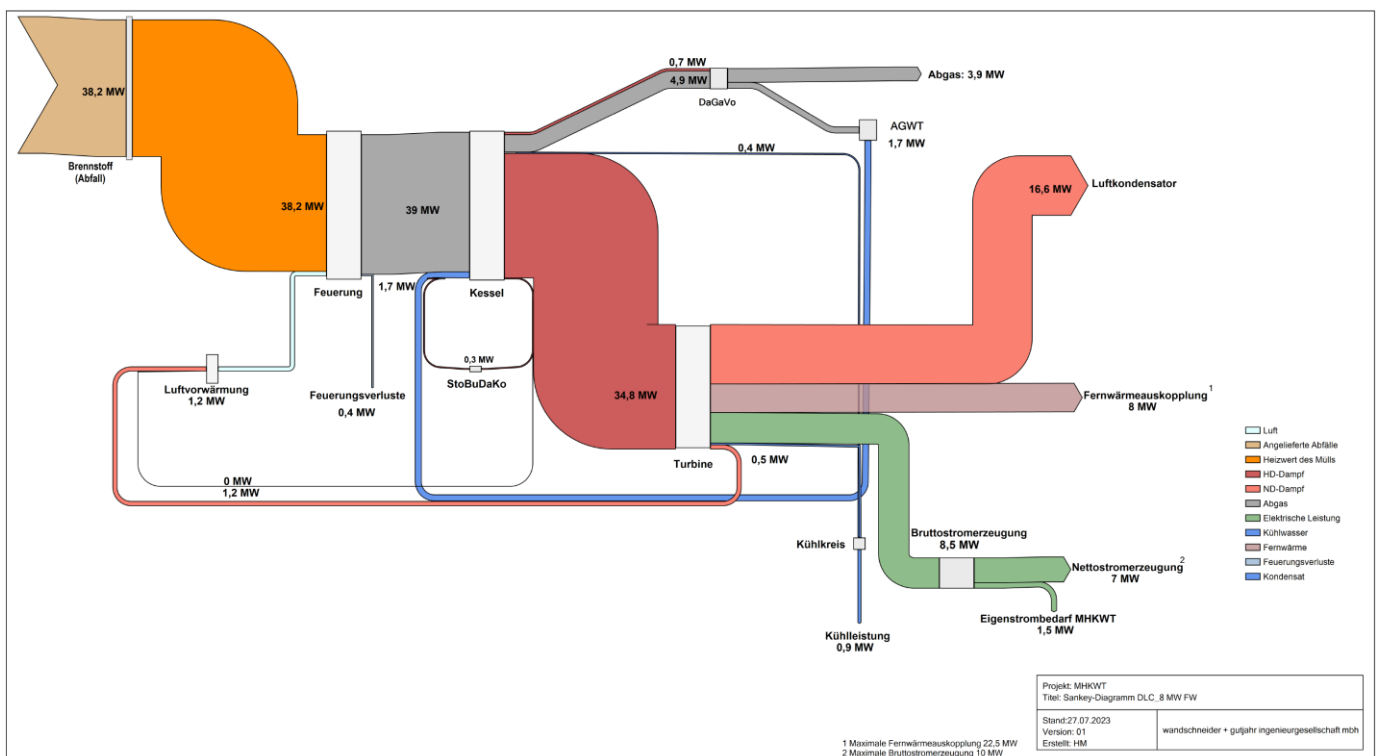 0,7 MW
4,9 MW
DaGaVo
Abgas: 3,9 MW
38,2 MW
Brennstoff
(Abfall)
AGWT
1,7 MW
0,4 MW
16,6 MW
Luftkondensator
38,2 MW
39 MW
Feuerung
1,7 MW
Kessel
0,3 MW
StoBuDaKo
Luftvorwärmung
1,2 MW
Feuerungsverluste
0,4 MW
34,8 MW
Fernwärmeauskopplung 1
8 MW
Turbine
0,5 MW
0 MW
1,2 MW
Luft
Angelieferte Abfälle
Heizwert des Mülls
HD-Dampf
ND-Dampf
Abgas
Elektrische Leistung
Kühlwasser
Fernwärme
Feuerungsverluste
Kondensat
Kühlkreis
Bruttostromerzeugung
8,5 MW
Nettostromerzeugung 2
7 MW
Eigenstrombedarf MHKWT
1,5 MW
Kühlleistung
0,9 MW
Projekt: MHKWT
Titel: Sankey-Diagramm DLC_8 MW FW
Stand:27.07.2023
Version: 01
Erstellt: HM
wandschneider + gutjahr ingenieurgesellschaft mbh
1 Maximale Fernwärmeauskopplung 22,5 MW
2 Maximale Bruttostromerzeugung 10 MW